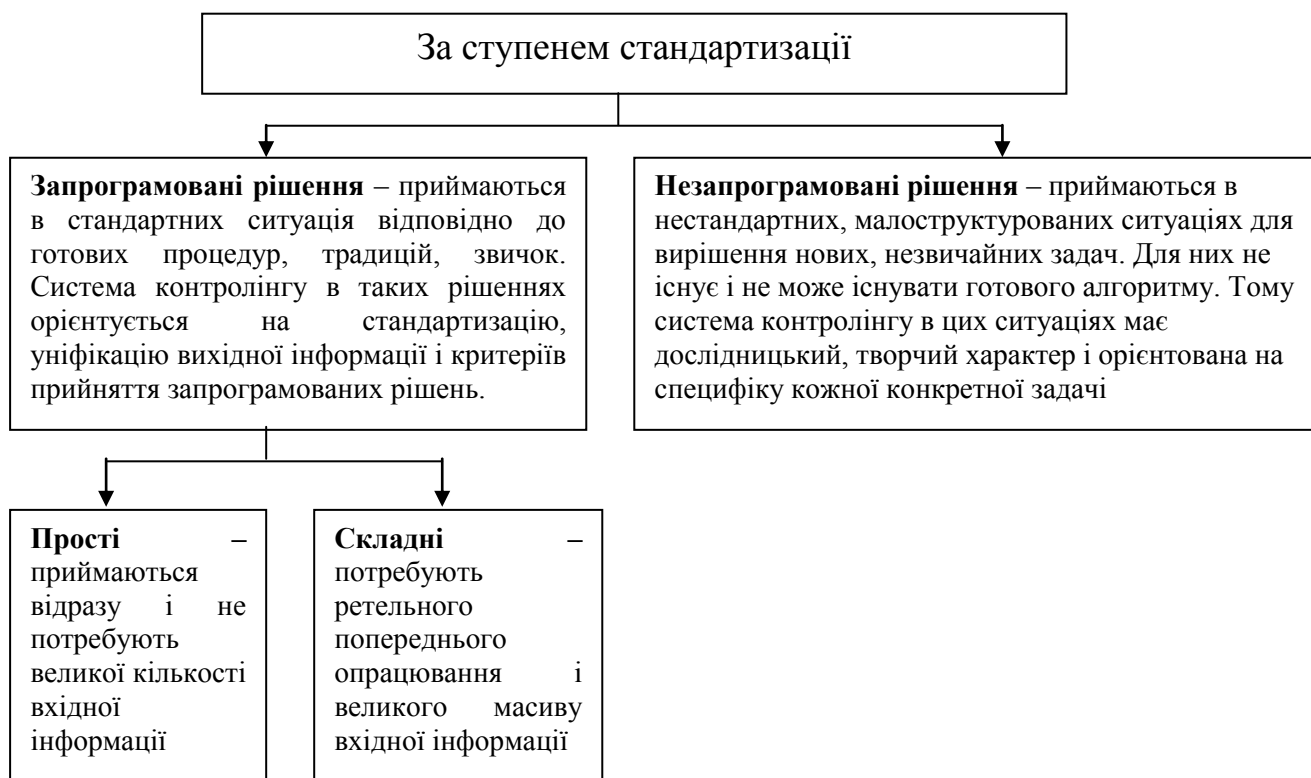 За ступенем стандартизації
Запрограмовані рішення – приймаються
в стандартних ситуація відповідно до
готових процедур, традицій, звичок.
Система контролінгу в таких рішеннях
орієнтується на стандартизацію,
уніфікацію вихідної інформації і критеріїв
прийняття запрограмованих рішень.
Незапрограмовані рішення – приймаються в
нестандартних, малоструктурованих ситуаціях для
вирішення нових, незвичайних задач. Для них не
існує і не може існувати готового алгоритму. Тому
система контролінгу в цих ситуаціях має
дослідницький, творчий характер і орієнтована на
специфіку кожної конкретної задачі
Прості –
приймаються
відразу і не
потребують
великої кількості
вхідної
інформації
Складні –
потребують
ретельного
попереднього
опрацювання і
великого масиву
вхідної інформації